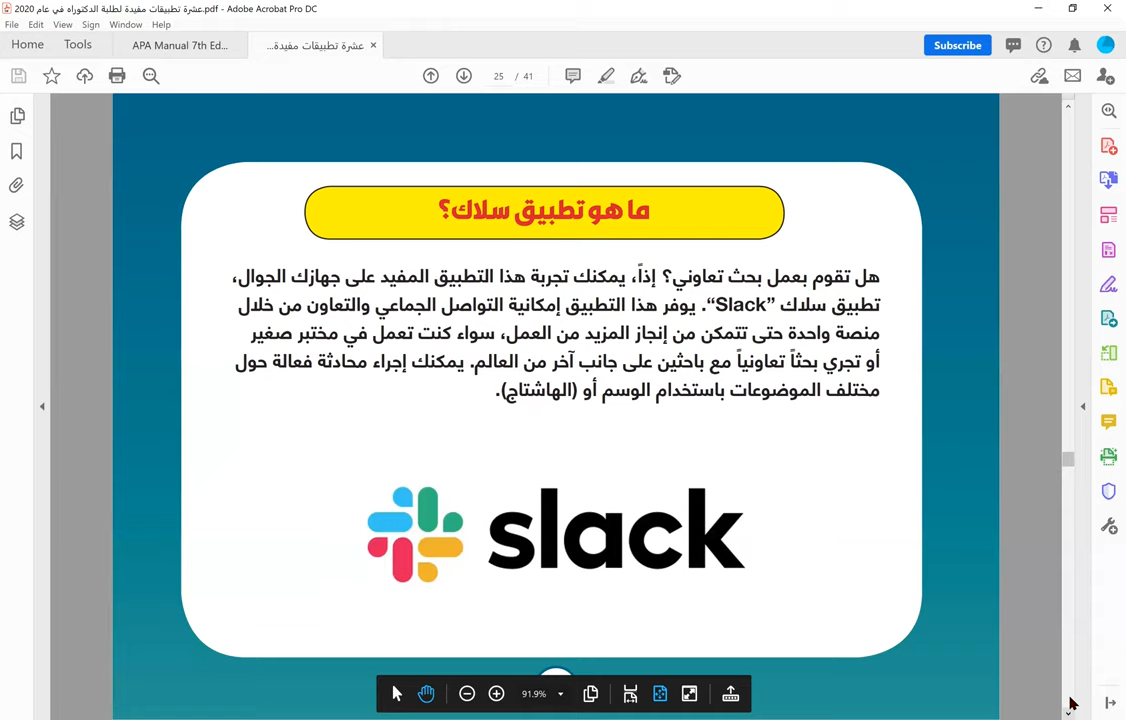 عشرة تطبيقات مفيدة لطلبة الدكتوراه في عام 2020.pdf - Adobe Acrobat Pro DC
File Edit View Sign Window Help
Home Tools APA Manual 7th Ed... عشرة تطبيقات مفيدة... × Subscribe
25 / 41
ما هو تطبيق سلاك؟
هل تقوم بعمل بحث تعاوني؟ إذاً، يمكنك تجربة هذا التطبيق المفيد على جهازك الجوال،
تطبيق سلاك ”Slack“. يوفر هذا التطبيق إمكانية التواصل الجماعي والتعاون من خلال
منصة واحدة حتى تتمكن من إنجاز المزيد من العمل، سواء كنت تعمل في مختبر صغير
أو تجري بحثاً تعاونياً مع باحثين على جانب آخر من العالم. يمكنك إجراء محادثة فعالة حول
مختلف الموضوعات باستخدام الوسم أو (الهاشتاج).
slack
91.9%